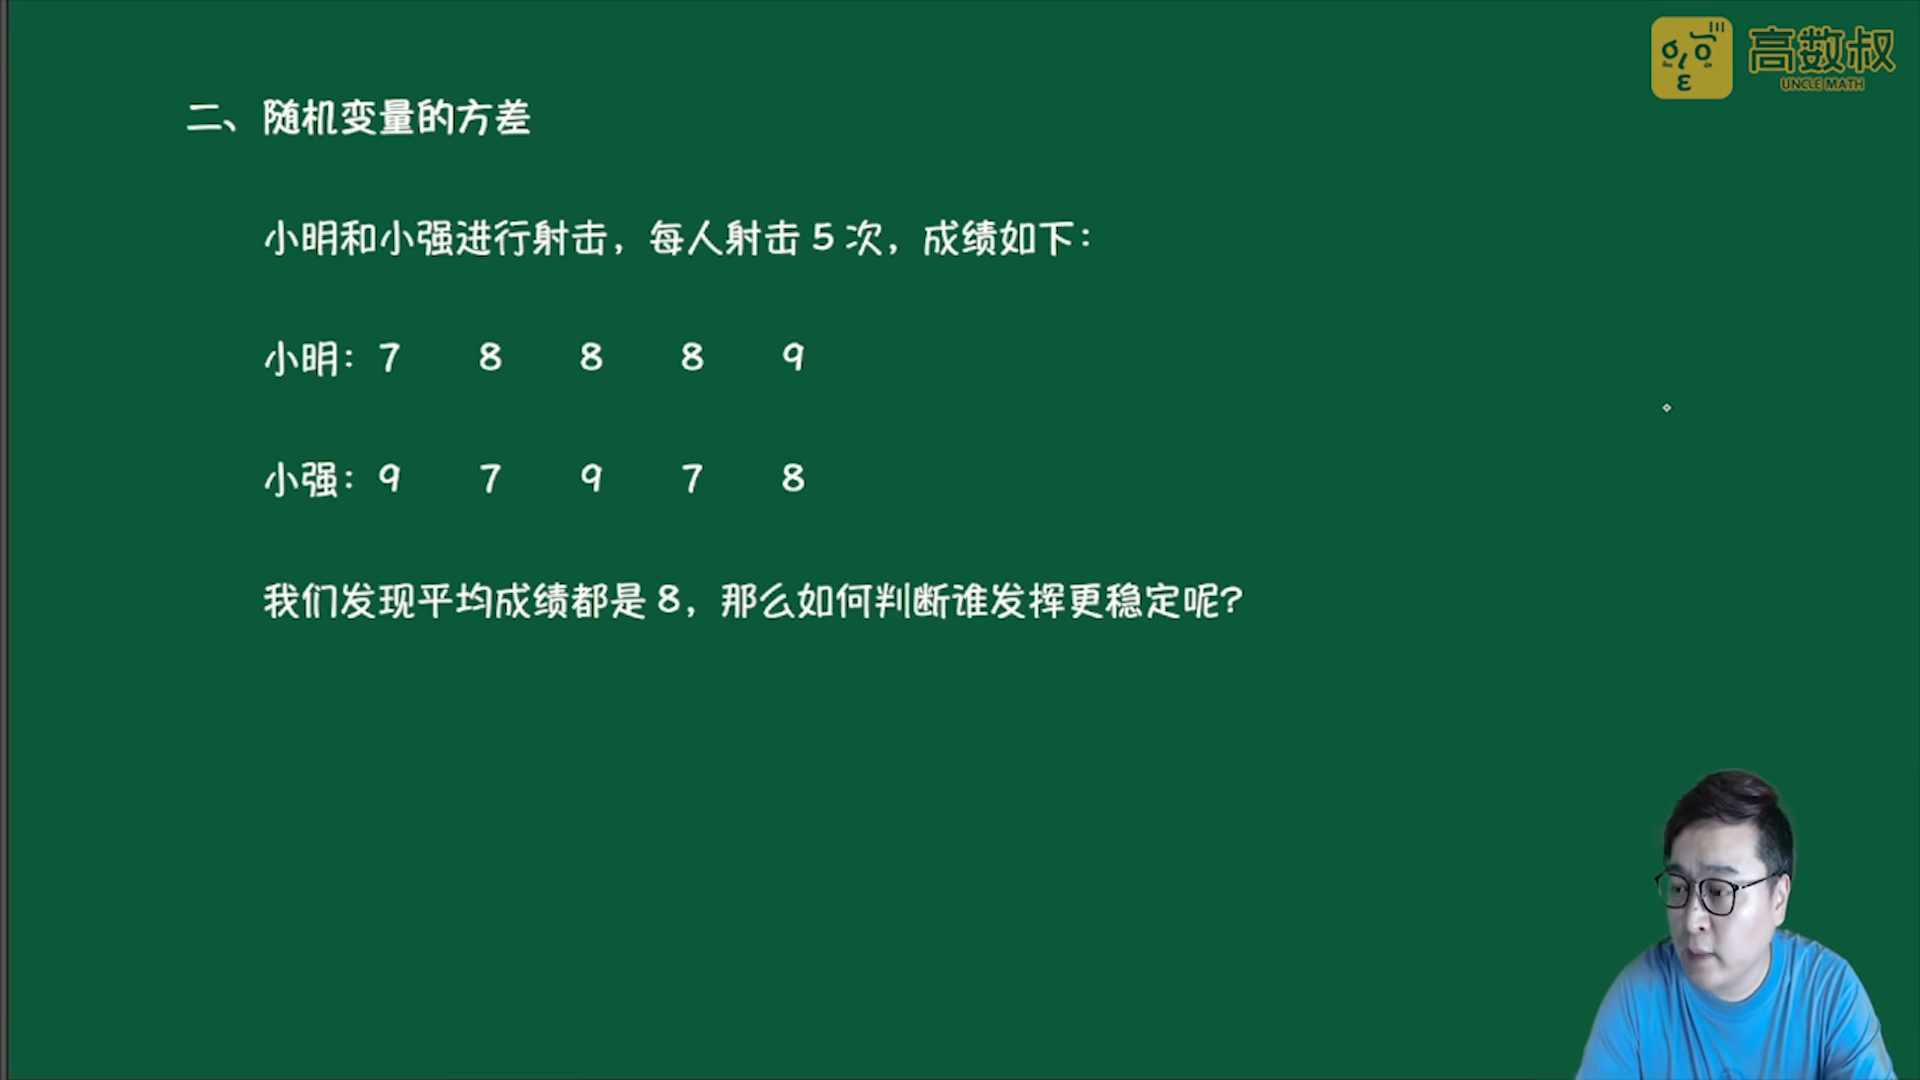 高数叔
UNCLE MATH
二、随机变量的方差
小明和小强进行射击，每人射击 5 次，成绩如下：
小明：7 8 8 8 9
小强：9 7 9 7 8
我们发现平均成绩都是 8，那么如何判断谁发挥更稳定呢？